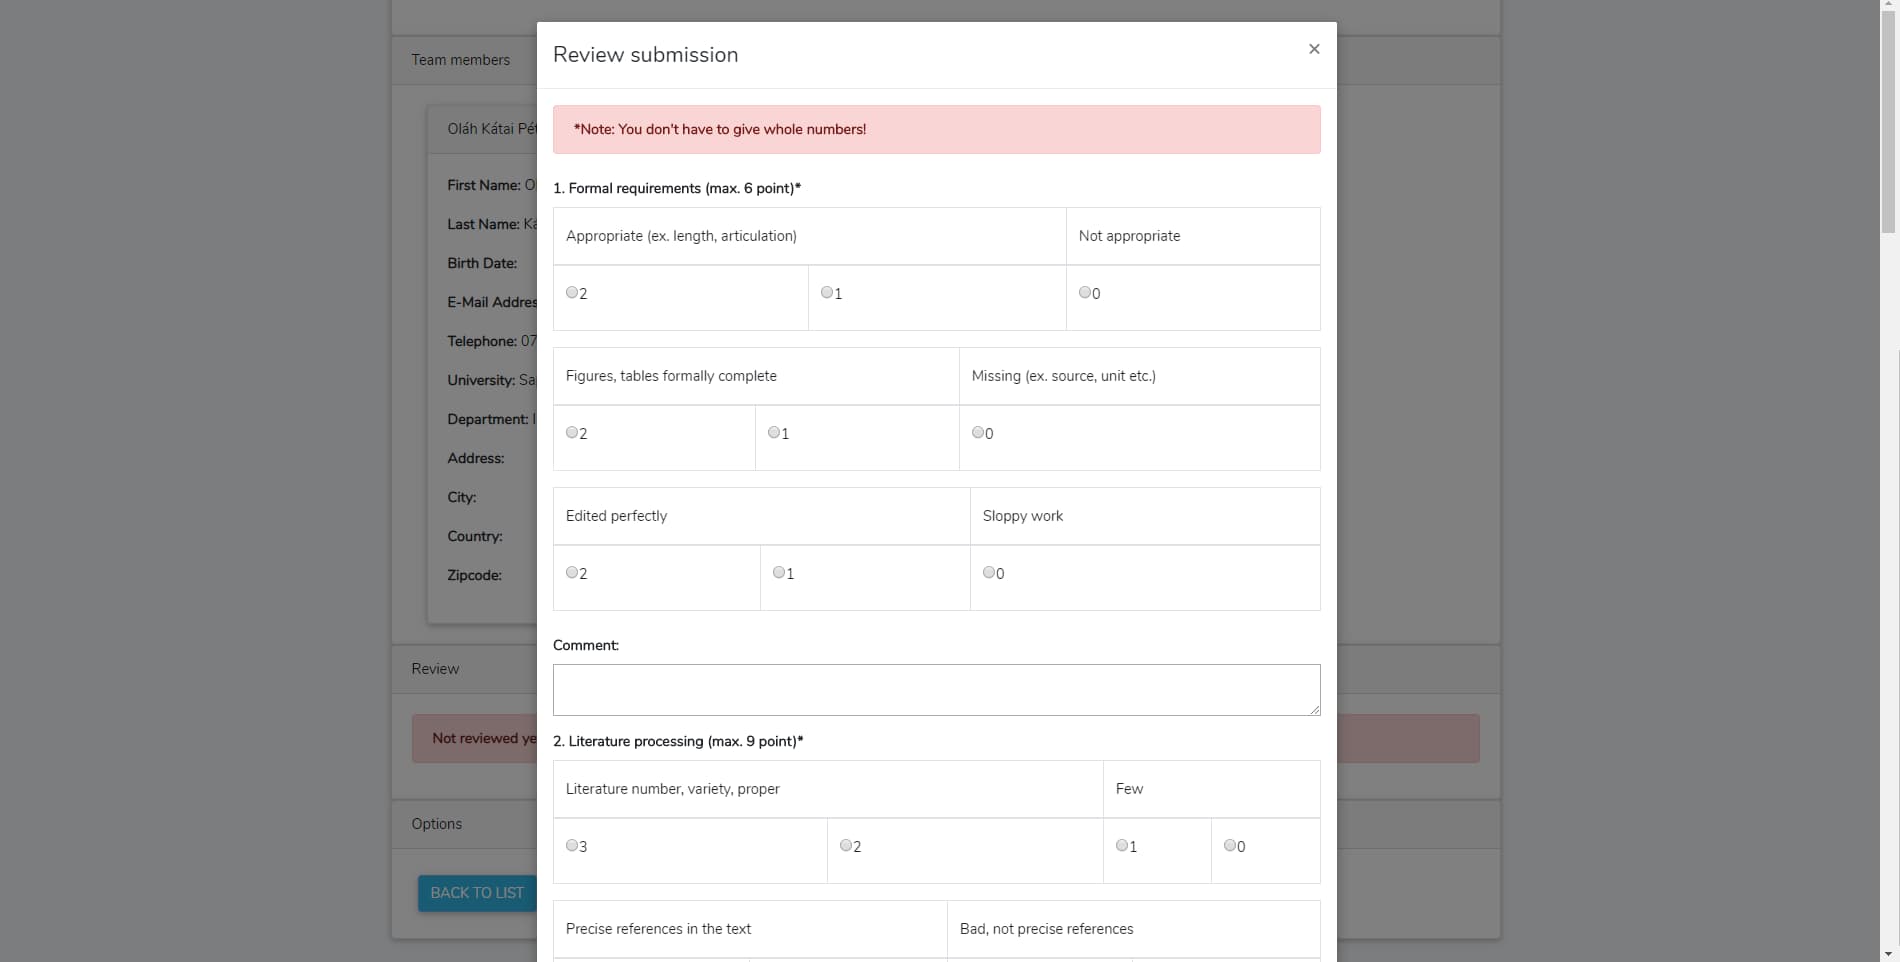 Review submission
×
*Note: You don't have to give whole numbers!
1. Formal requirements (max. 6 point)*
Appropriate (ex. length, articulation) Not appropriate
2 1 0
Figures, tables formally complete Missing (ex. source, unit etc.)
2 1 0
Edited perfectly Sloppy work
2 1 0
Comment:
2. Literature processing (max. 9 point)*
Literature number, variety, proper Few
3 2 1 0
Precise references in the text Bad, not precise references
Team members
Oláh Kátai
First Name:
Last Name:
Birth Date:
E-Mail
Telephone: 07
University:
Department:
Address:
City:
Country:
Zipcode:
Review
Not reviewed
Options
BACK TO LIST